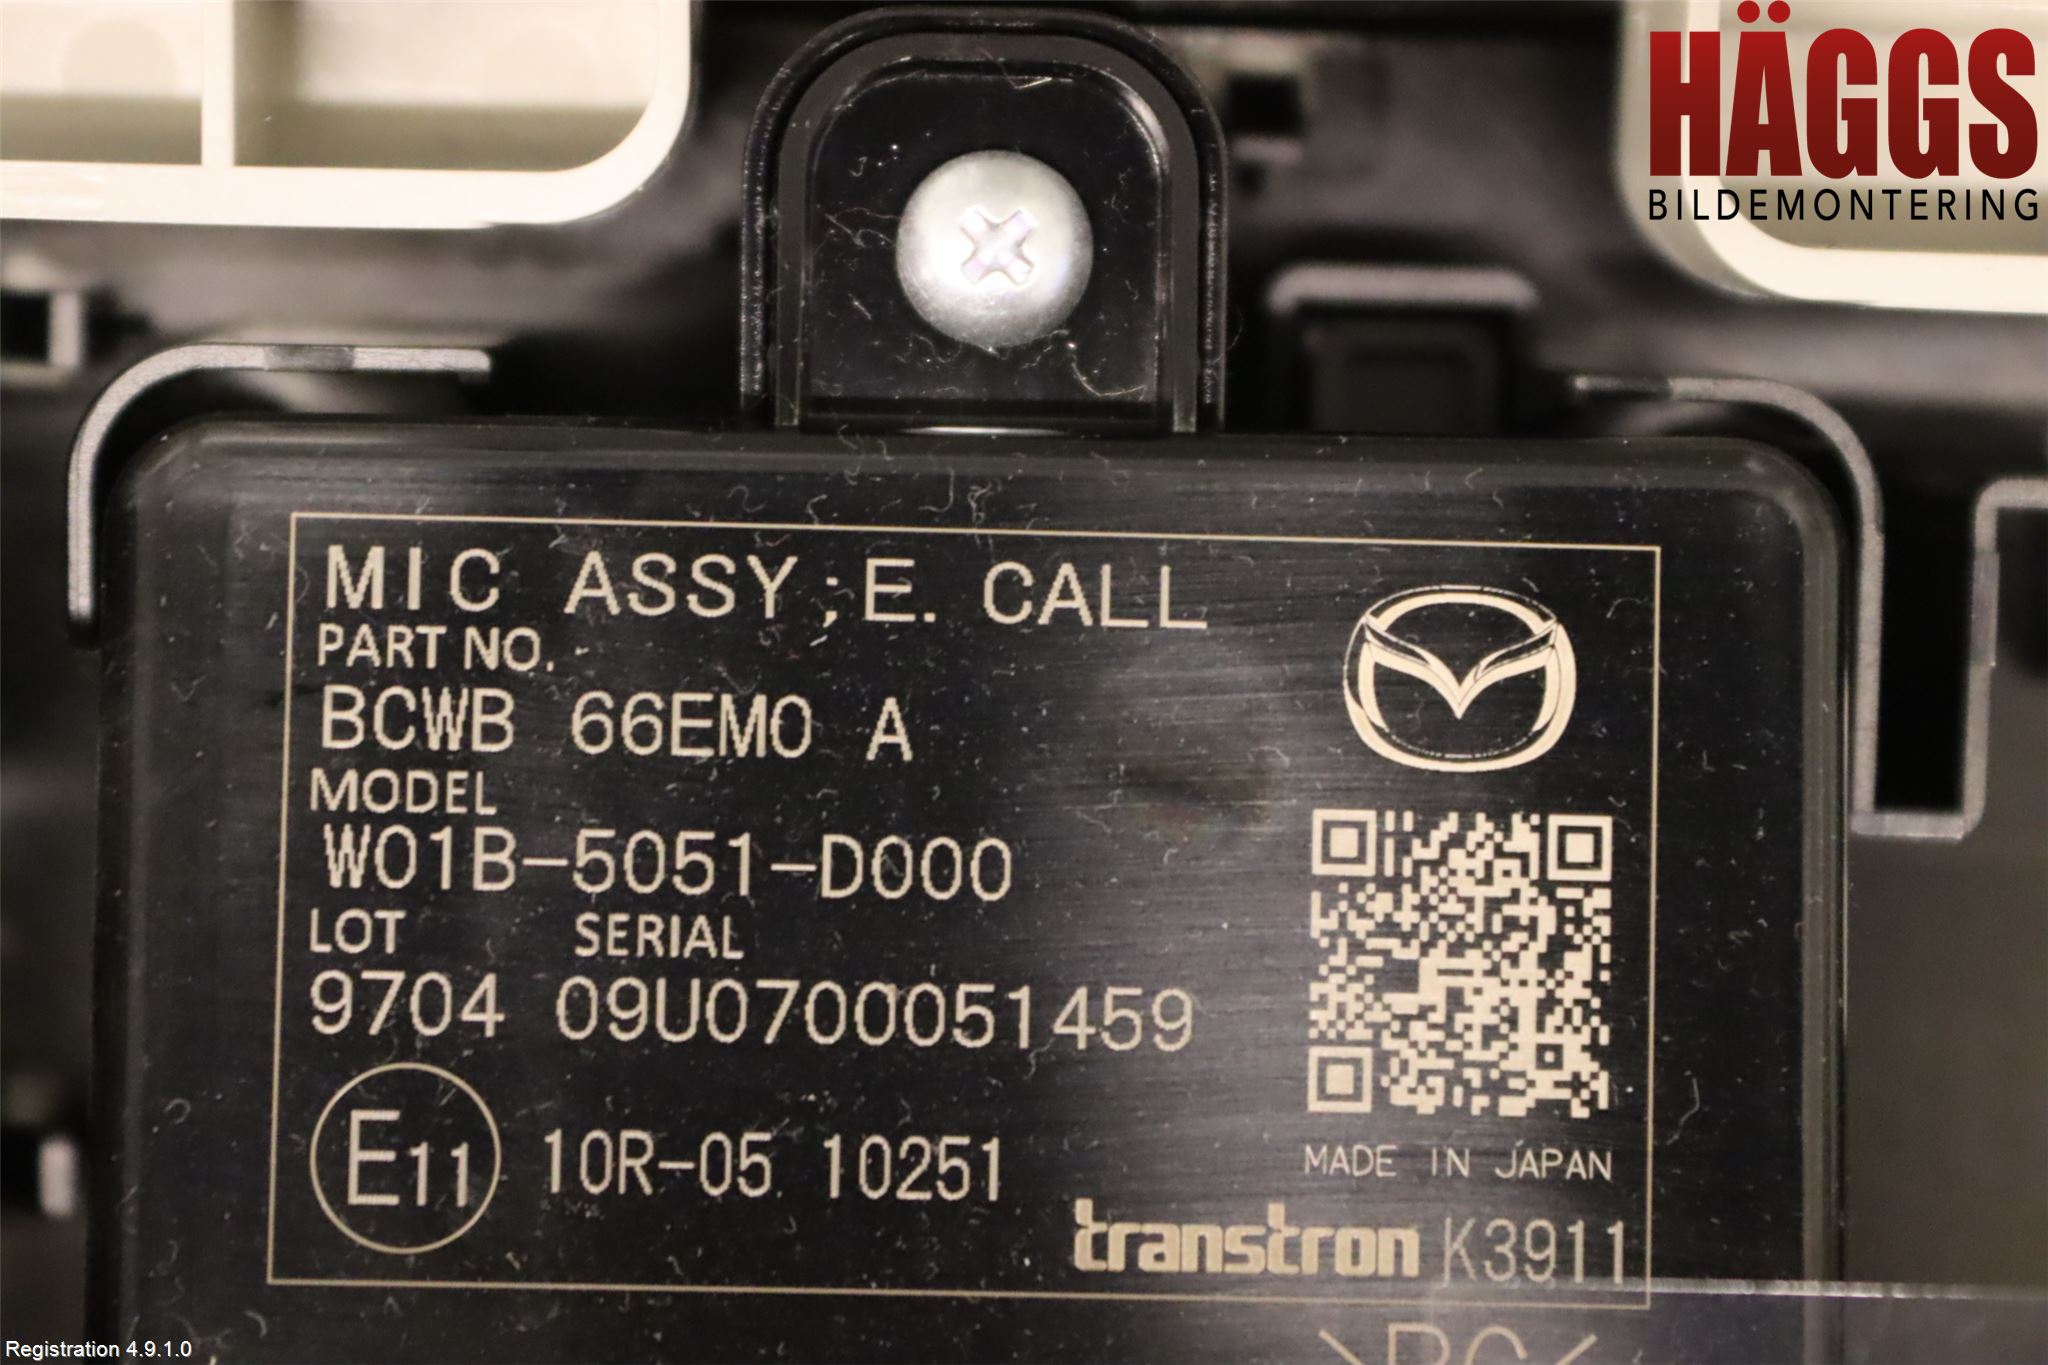 HÄGGS
BILDEMONTERING
MIC ASSY;E. CALL
PART NO.
BCWB 66EM0 A
MODEL
W01B-5051-D000
LOT SERIAL
9704 09U0700051459
E11 10R-05 10251
MADE IN JAPAN
transtron K3911
>PC<
Registration 4.9.1.0